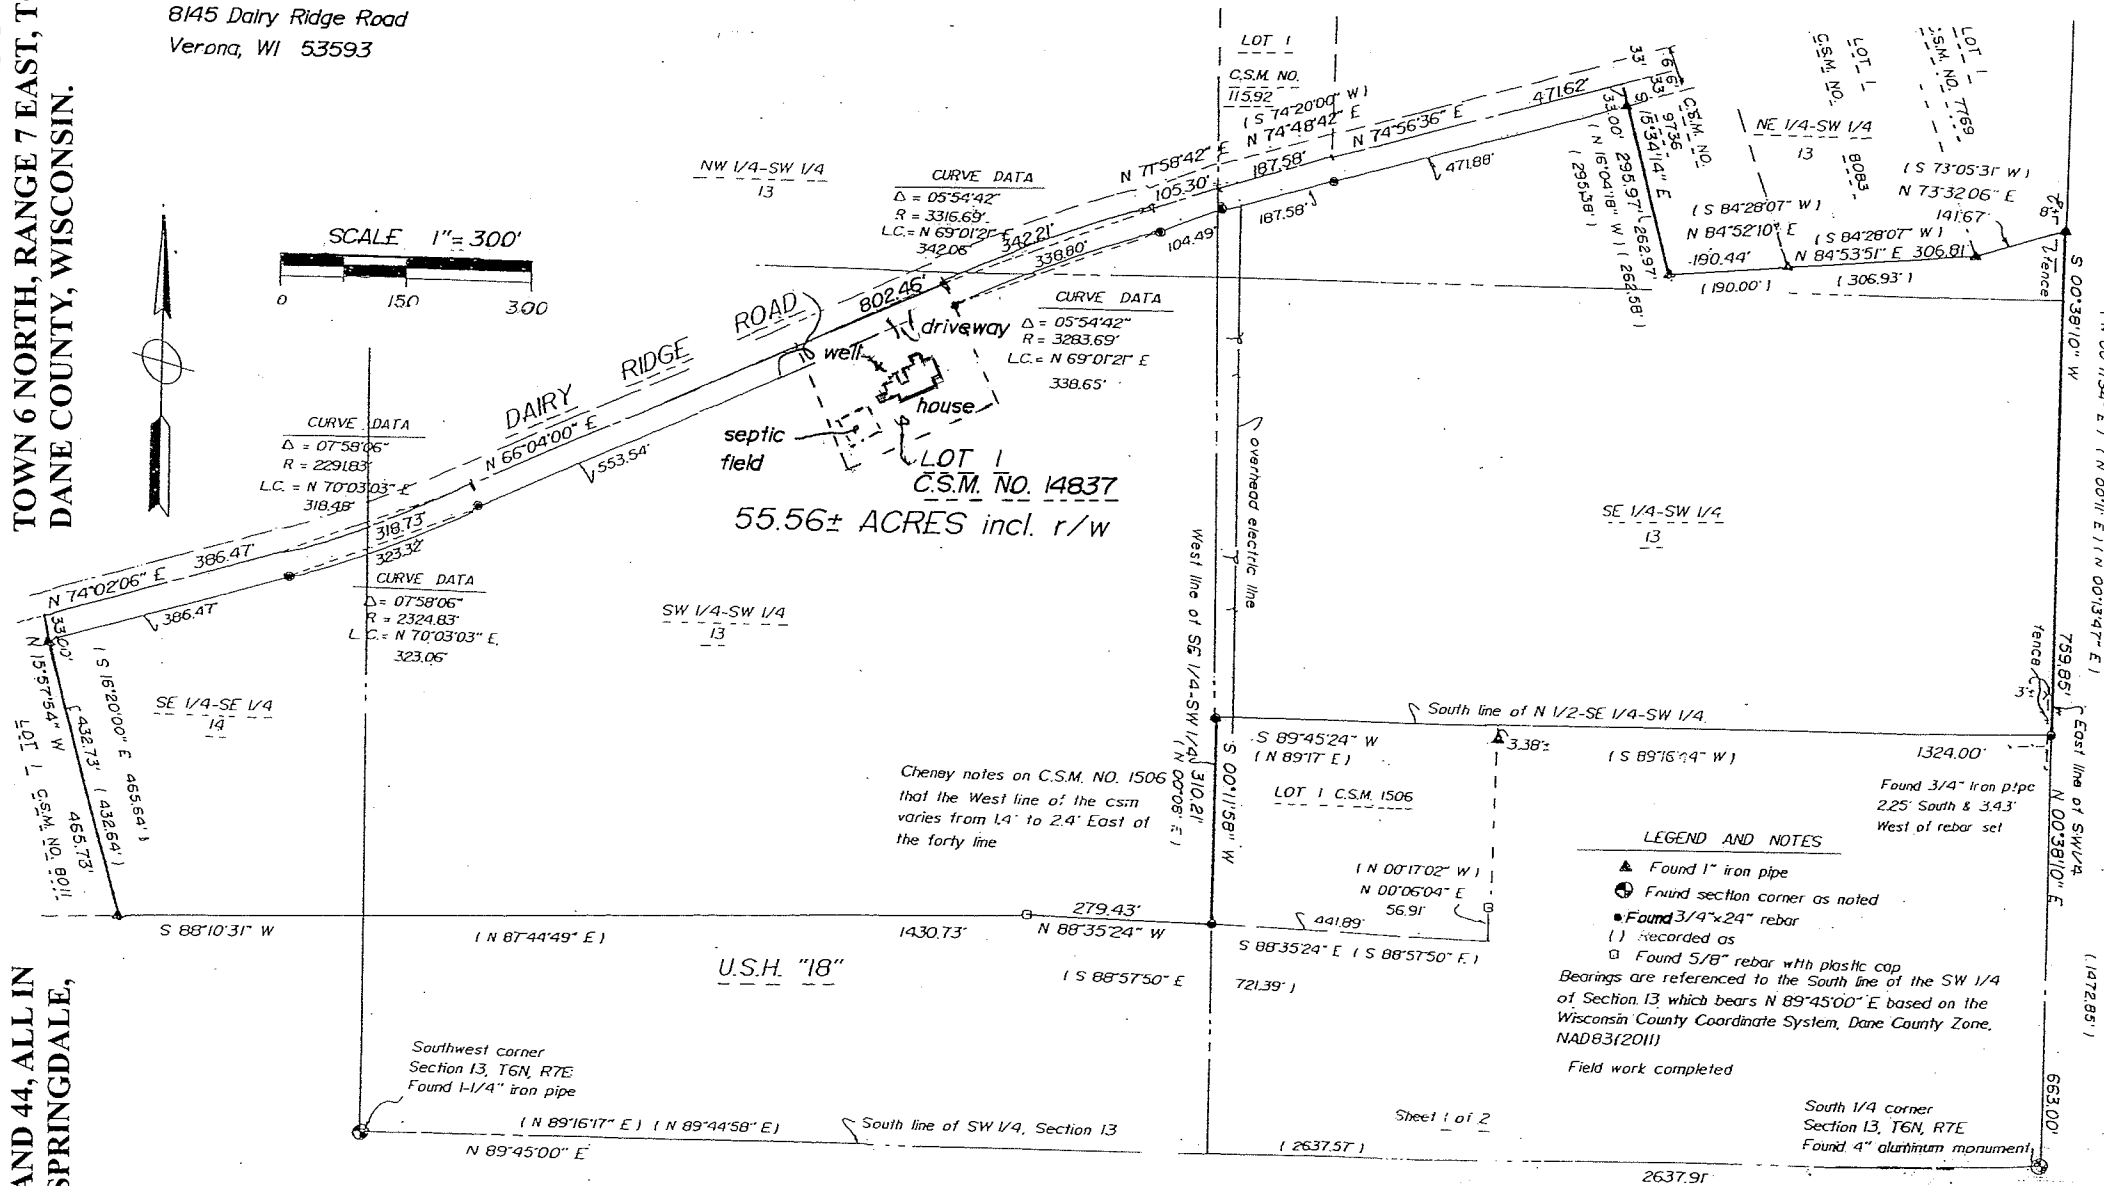 8145 Dairy Ridge Road
Verona, WI 53593
TOWN 6 NORTH, RANGE 7 EAST, T
DANE COUNTY, WISCONSIN.
AND 44, ALL IN
SPRINGDALE,
SCALE 1"= 300'
0 150 300
NW 1/4-SW 1/4
13
CURVE DATA
Δ = 05°54'42"
R = 3316.69'
L.C.= N 69°01'21" E
342.06'
LOT 1
C.S.M. NO.
11592
( S 74°20'00" W )
N 74°48'42" E
N 71°58'42" E
105.30'
187.58'
N 74°56'36" E
471.62'
471.88'
187.58'
104.49'
342.21'
338.80'
802.46'
33'
C.S.M. NO.
9736
S 15°34'14" E
33.00'
295.97'
262.97'
( N 16°04'18" W )
( 262.58' )
( 295.38' )
LOT 1
C.S.M. NO.
8083
LOT 1
C.S.M. NO. 7769
NE 1/4-SW 1/4
13
( S 73°05'31" W )
N 73°32'06" E
141.67'
( S 84°28'07" W )
N 84°52'10" E
190.44'
( 190.00' )
( S 84°28'07" W )
N 84°53'51" E 306.81'
( 306.93' )
8'±
fence
S 00°38'10" W
( N 00°11' E )
( N 00°13'47" E )
759.85'
CURVE DATA
Δ = 05°54'42"
R = 3283.69'
L.C.= N 69°01'21" E
338.65'
driveway
well
house
septic
field
DAIRY RIDGE ROAD
N 66°04'00" E
553.54'
LOT 1
C.S.M. NO. 14837
55.56± ACRES incl. r/w
CURVE DATA
Δ = 07°58'06"
R = 2291.83'
L.C. = N 70°03'03" E
318.48'
318.73'
323.32'
386.47'
N 74°02'06" E
386.47'
CURVE DATA
Δ= 07°58'06"
R = 2324.83'
L.C.= N 70°03'03" E
323.06'
33.00'
N 15°57'54" W
465.73'
( S 16°20'00" E 465.64' )
432.73' ( 432.64' )
LOT 1 C.S.M. NO. 8011
SE 1/4-SE 1/4
14
SW 1/4-SW 1/4
13
overhead electric line
West line of SE 1/4-SW 1/4
SE 1/4-SW 1/4
13
fence
3'±
East line of SW1/4
South line of N 1/2-SE 1/4-SW 1/4
S 89°45'24" W
( N 89°17' E )
3.38'±
( S 89°16'44" W )
1324.00'
Found 3/4" iron pipe
2.25' South & 3.43'
West of rebar set
Cheney notes on C.S.M. NO. 1506
that the West line of the csm
varies from 1.4' to 2.4' East of
the forty line
310.21'
( N 00°08' E )
S 00°11'58" W
LOT 1 C.S.M. 1506
( N 00°17'02" W )
N 00°06'04" E
56.91'
LEGEND AND NOTES
Found 1" iron pipe
Found section corner as noted
Found 3/4"x24" rebar
( ) Recorded as
Found 5/8" rebar with plastic cap
Bearings are referenced to the South line of the SW 1/4
of Section 13 which bears N 89°45'00" E based on the
Wisconsin County Coordinate System, Dane County Zone,
NAD83(2011)
Field work completed
N 00°38'10" E
( 1472.85' )
663.00'
S 88°10'31" W
( N 87°44'49" E )
1430.73'
279.43'
N 88°35'24" W
( S 88°57'50" E
721.39' )
441.89'
S 88°35'24" E ( S 88°57'50" E )
U.S.H. "18"
Southwest corner
Section 13, T6N, R7E
Found 1-1/4" iron pipe
( N 89°16'17" E ) ( N 89°44'58" E )
South line of SW 1/4, Section 13
N 89°45'00" E
( 2637.57' )
2637.91'
Sheet 1 of 2
South 1/4 corner
Section 13, T6N, R7E
Found 4" aluminum monument